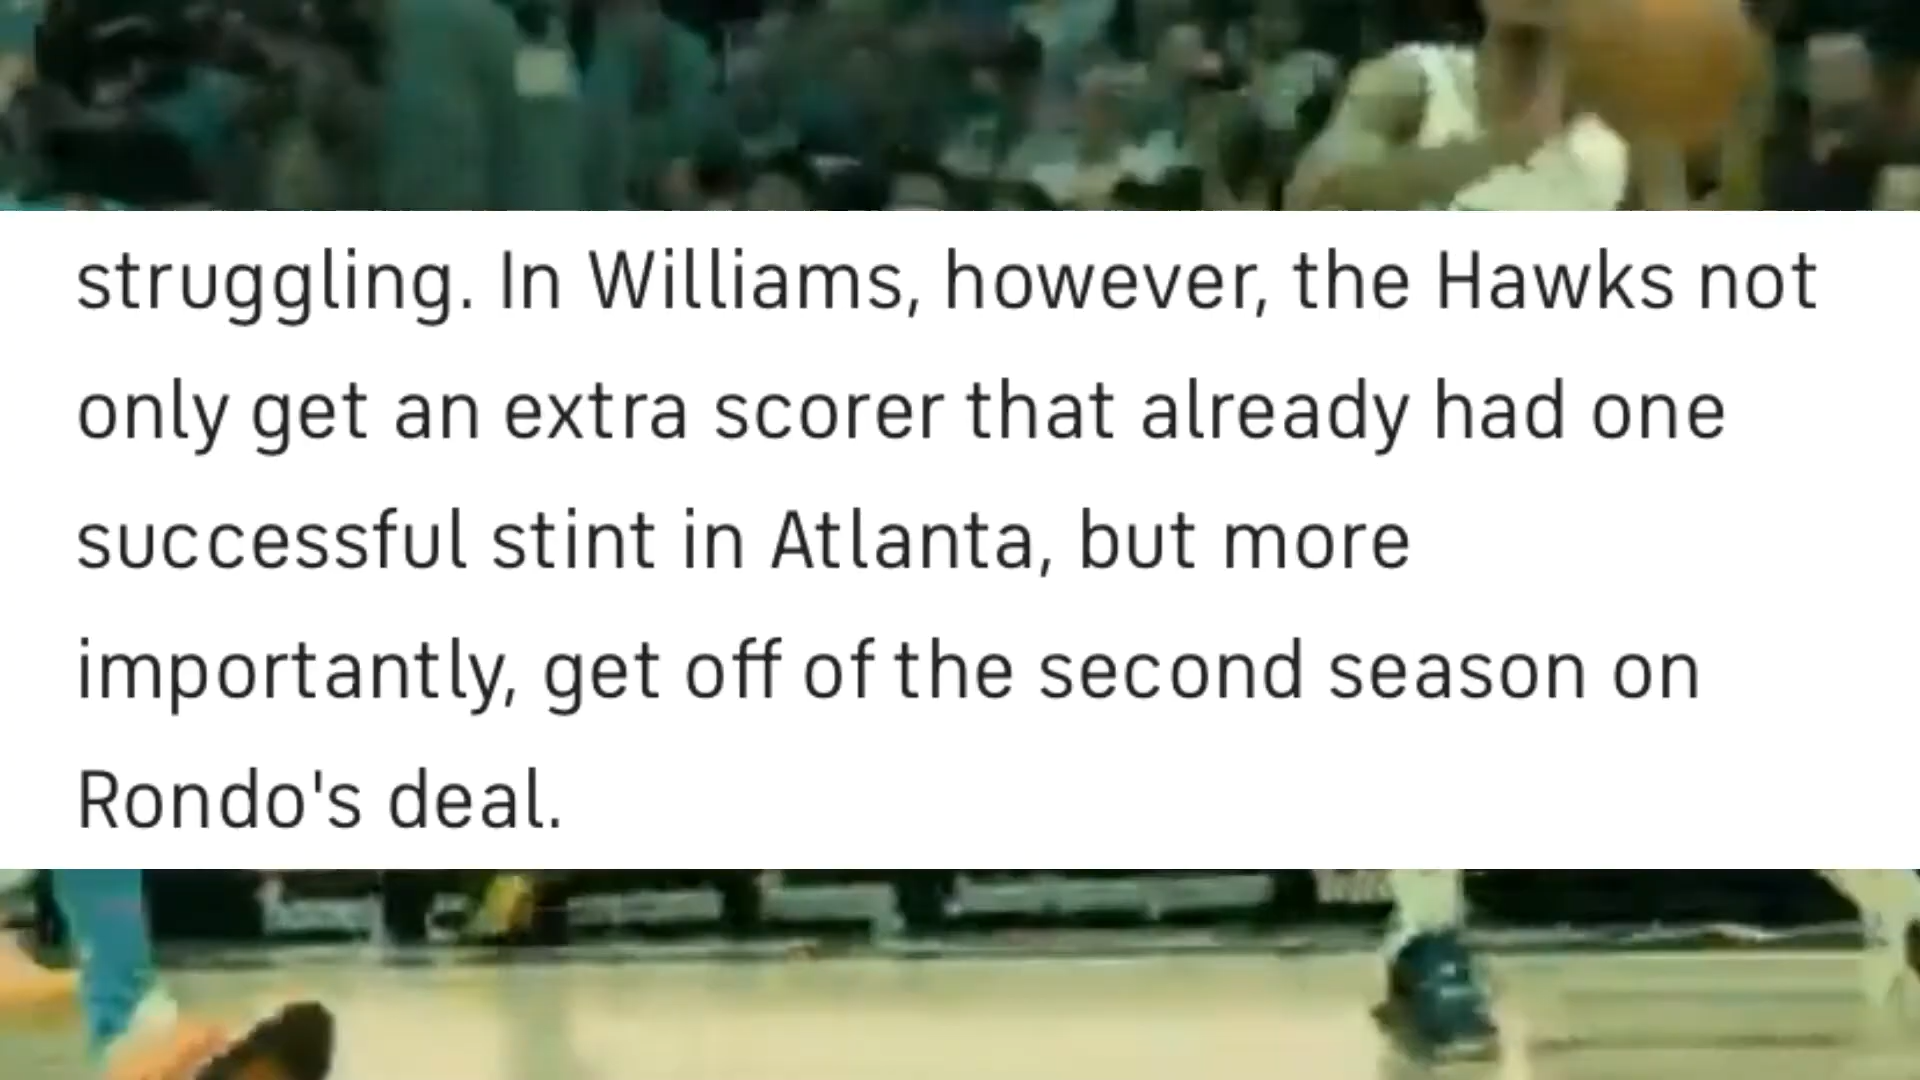 struggling. In Williams, however, the Hawks not
only get an extra scorer that already had one
successful stint in Atlanta, but more
importantly, get off of the second season on
Rondo's deal.